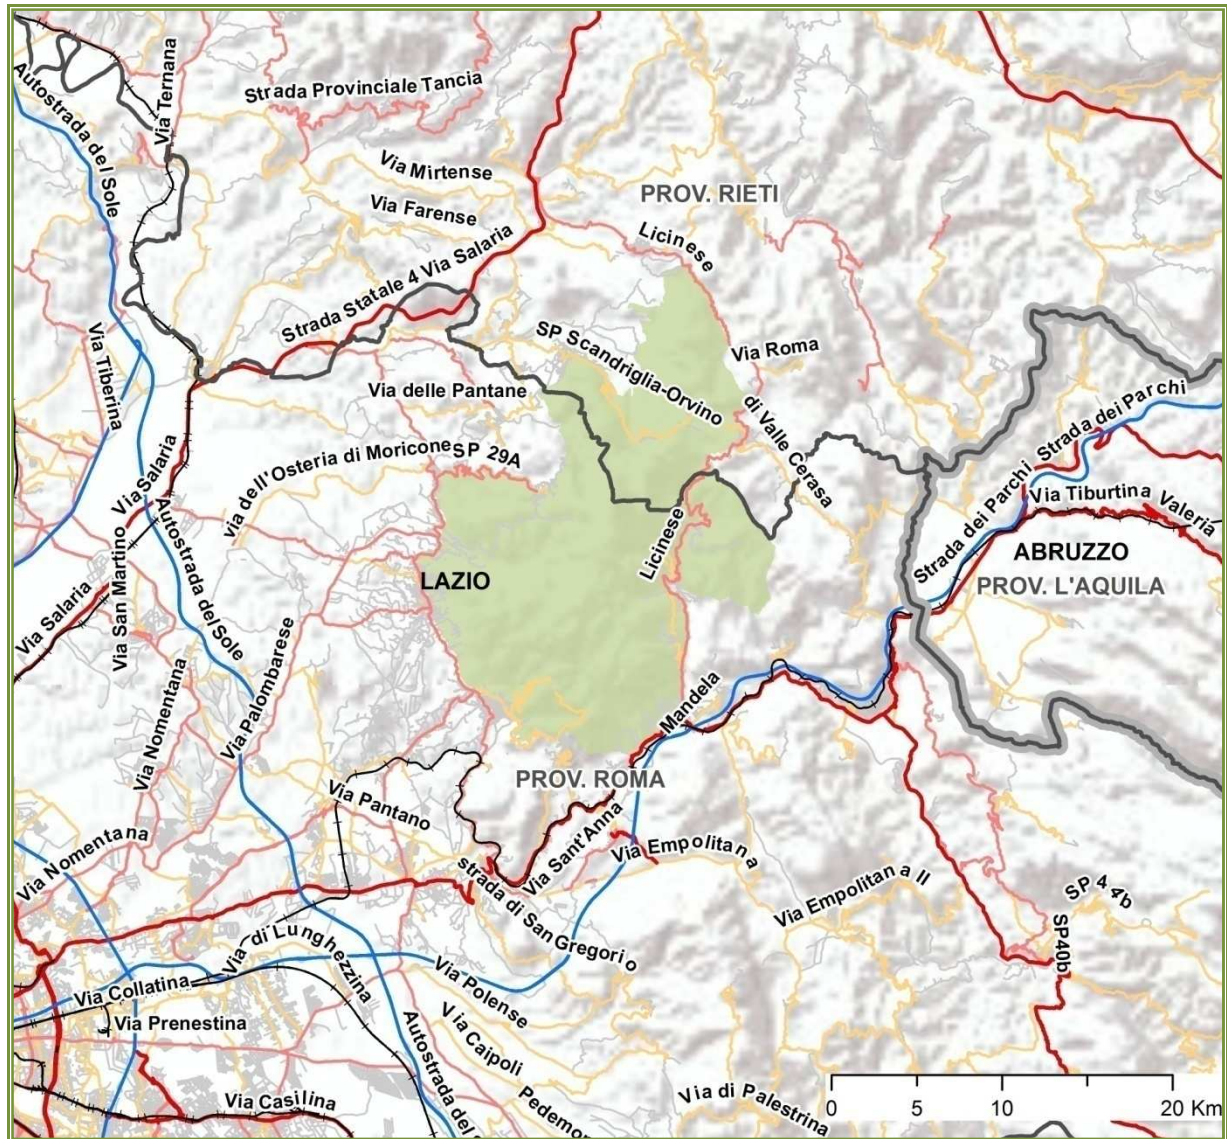 Autostrada del Sole
Via Ternana
Strada Provinciale Tancia
Via Mirtense
Via Farense
PROV. RIETI
Licinese
Strada Statale 4 Via Salaria
Via Tiberina
SP Scandriglia-Orvino
Via Roma
Via delle Pantane
di Valle Cerasa
Strada dei Parchi
Via Salaria
via dell'Osteria di Moricone
SP 29A
Strada dei Parchi
Via Tiburtina Valeria
Licinese
ABRUZZO
PROV. L'AQUILA
LAZIO
Via Salaria
Via San Martino
Autostrada del Sole
Via Nomentana
Via Palombarese
Mandela
PROV. ROMA
Via Pantano
Via Sant'Anna
Via Nomentana
Via Empolitana
strada di San Gregorio
Via Empolitana II
SP 44b
SP40b
Via di Lunghezzina
Via Collatina
Via Polense
Via Prenestina
Via Caipoli
Autostrada del S
Pedemo
Via Casilina
Via di Palestrina
0 5 10 20 Km